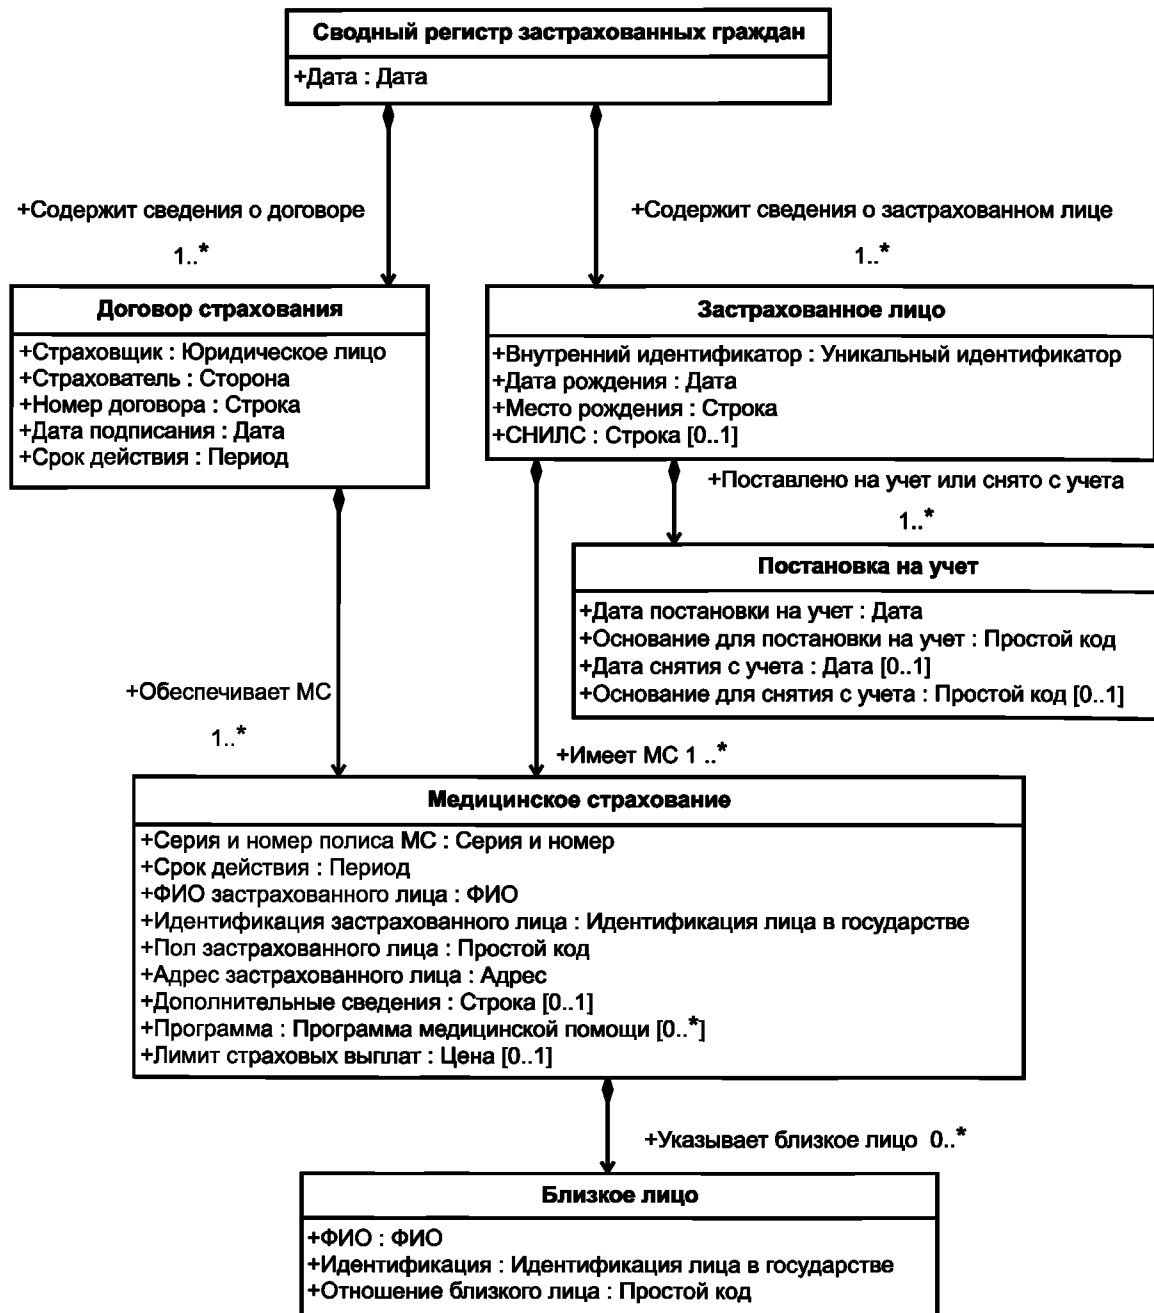 Сводный регистр застрахованных граждан
+Дата : Дата
+Содержит сведения о договоре
1..*
+Содержит сведения о застрахованном лице
1..*
Договор страхования
+Страховщик : Юридическое лицо
+Страхователь : Сторона
+Номер договора : Строка
+Дата подписания : Дата
+Срок действия : Период
Застрахованное лицо
+Внутренний идентификатор : Уникальный идентификатор
+Дата рождения : Дата
+Место рождения : Строка
+СНИЛС : Строка [0..1]
+Поставлено на учет или снято с учета
1..*
Постановка на учет
+Дата постановки на учет : Дата
+Основание для постановки на учет : Простой код
+Дата снятия с учета : Дата [0..1]
+Основание для снятия с учета : Простой код [0..1]
+Обеспечивает МС
1..*
+Имеет МС 1 ..*
Медицинское страхование
+Серия и номер полиса МС : Серия и номер
+Срок действия : Период
+ФИО застрахованного лица : ФИО
+Идентификация застрахованного лица : Идентификация лица в государстве
+Пол застрахованного лица : Простой код
+Адрес застрахованного лица : Адрес
+Дополнительные сведения : Строка [0..1]
+Программа : Программа медицинской помощи [0..*]
+Лимит страховых выплат : Цена [0..1]
+Указывает близкое лицо 0..*
Близкое лицо
+ФИО : ФИО
+Идентификация : Идентификация лица в государстве
+Отношение близкого лица : Простой код